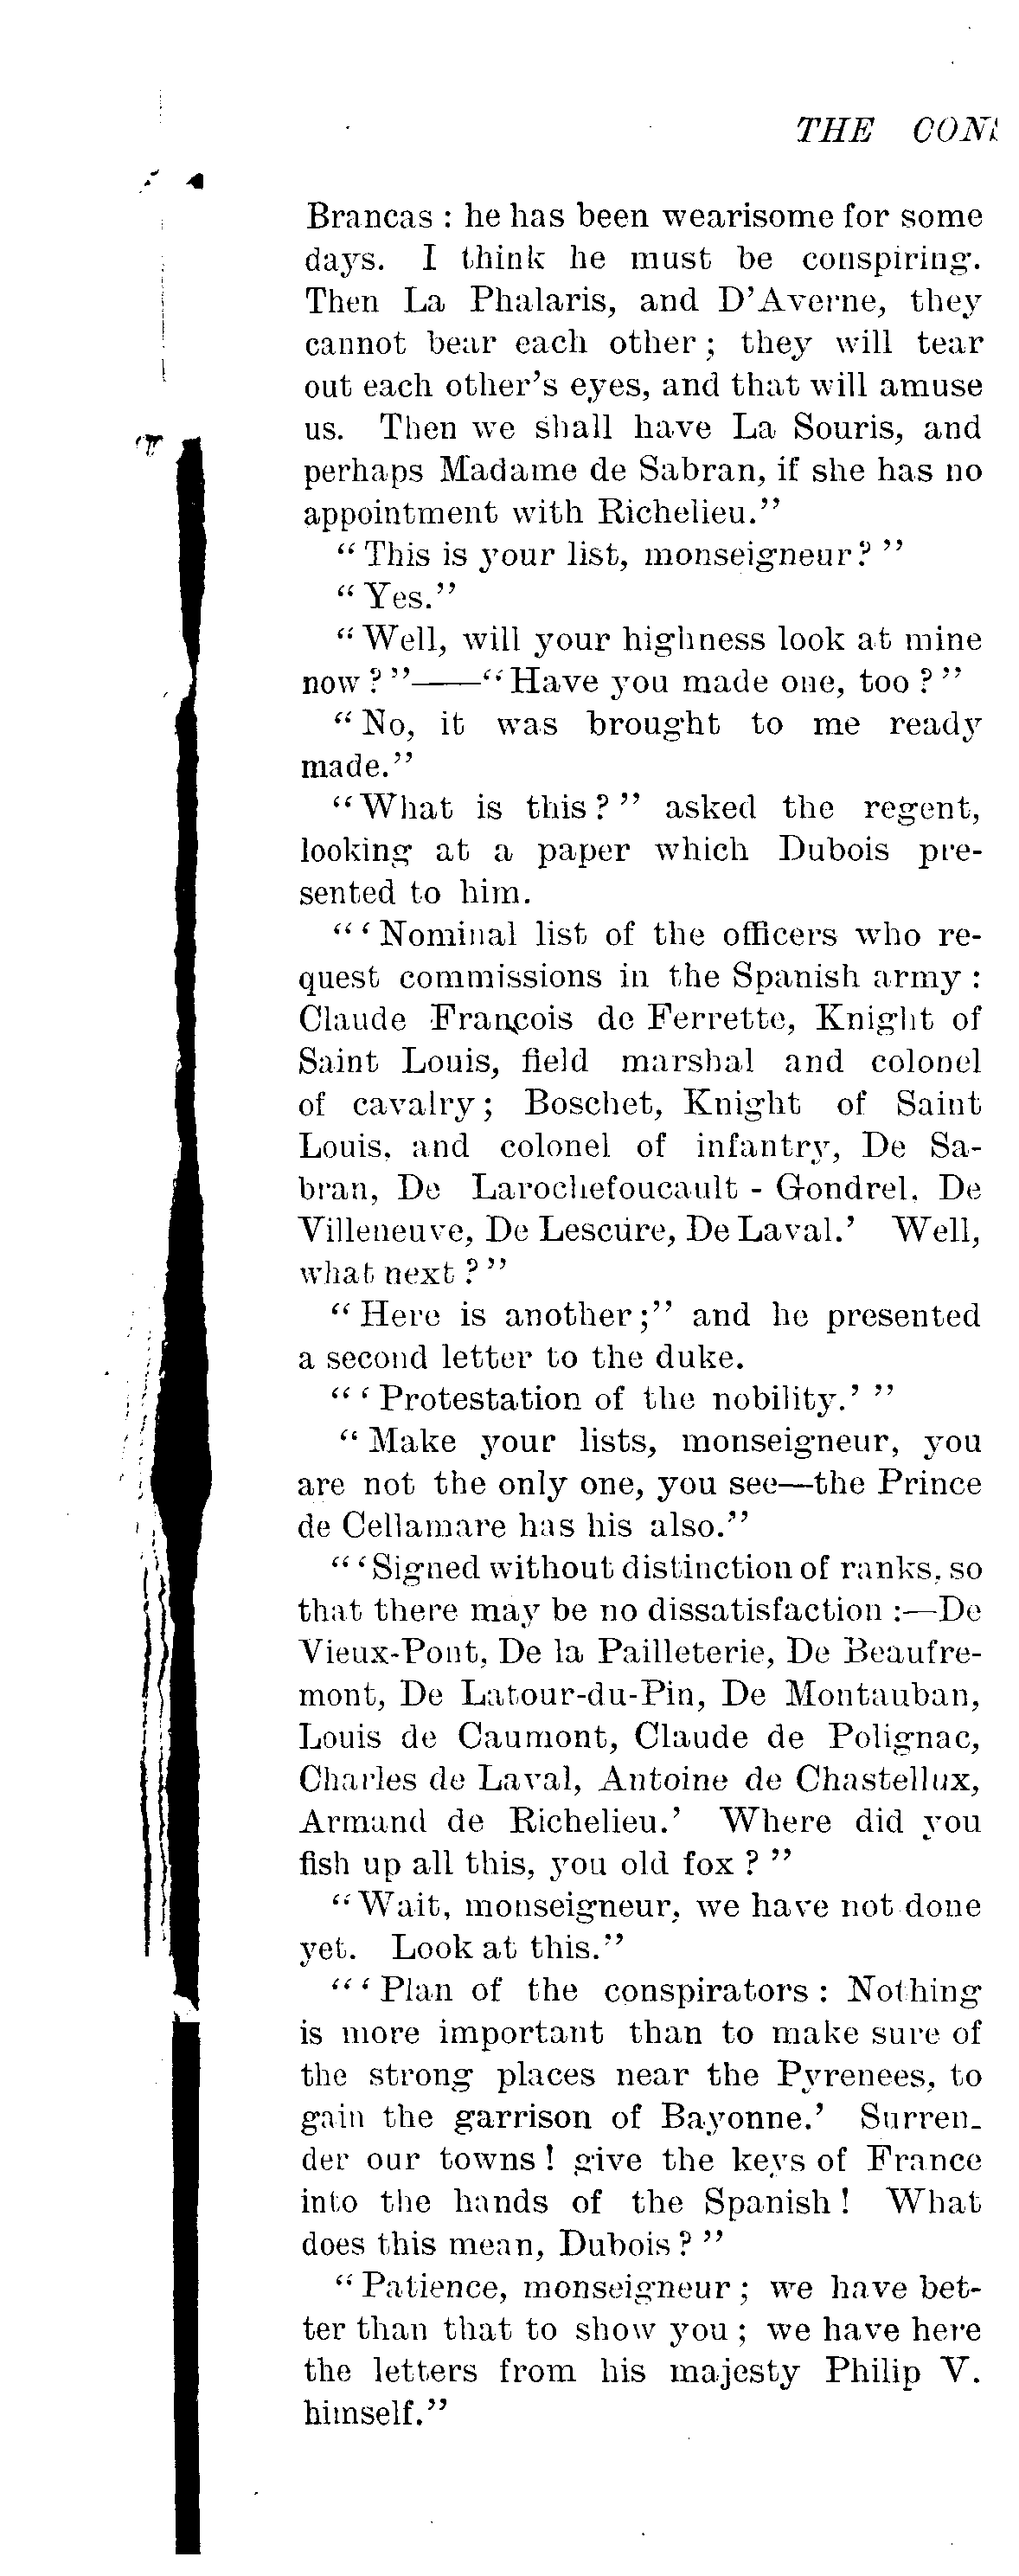 THE CON
Brancas : he has been wearisome for some
days. I think he must be conspiring.
Then La Phalaris, and D'Averne, they
cannot bear each other ; they will tear
out each other's eyes, and that will amuse
us. Then we shall have La Souris, and
perhaps Madame de Sabran, if she has no
appointment with Richelieu."
"This is your list, monseigneur?"
"Yes."
"Well, will your highness look at mine
now ? "——"Have you made one, too ? "
"No, it was brought to me ready
made."
"What is this ? " asked the regent,
looking at a paper which Dubois pre-
sented to him.
"'Nominal list of the officers who re-
quest commissions in the Spanish army :
Claude François de Ferrette, Knight of
Saint Louis, field marshal and colonel
of cavalry ; Boschet, Knight of Saint
Louis, and colonel of infantry, De Sa-
bran, De Larochefoucault - Gondrel, De
Villeneuve, De Lescure, De Laval.' Well,
what next ? "
"Here is another ;" and he presented
a second letter to the duke.
"'Protestation of the nobility.' "
"Make your lists, monseigneur, you
are not the only one, you see—the Prince
de Cellamare has his also."
"'Signed without distinction of ranks, so
that there may be no dissatisfaction :—De
Vieux-Pont, De la Pailleterie, De Beaufre-
mont, De Latour-du-Pin, De Montauban,
Louis de Caumont, Claude de Polignac,
Charles de Laval, Antoine de Chastellux,
Armand de Richelieu.' Where did you
fish up all this, you old fox ? "
"Wait, monseigneur, we have not done
yet. Look at this."
"'Plan of the conspirators : Nothing
is more important than to make sure of
the strong places near the Pyrenees, to
gain the garrison of Bayonne.' Surren-
der our towns ! give the keys of France
into the hands of the Spanish ! What
does this mean, Dubois ? "
"Patience, monseigneur ; we have bet-
ter than that to show you ; we have here
the letters from his majesty Philip V.
himself."